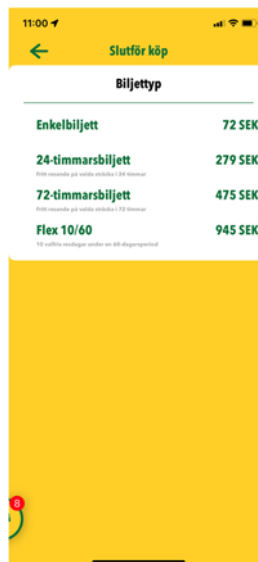 11:00
Slutför köp
Biljettyp
Enkelbiljett 72 SEK
24-timmarsbiljett 279 SEK
Fritt resande på valda sträcka i 24 timmar
72-timmarsbiljett 475 SEK
Fritt resande på valda sträcka i 72 timmar
Flex 10/60 945 SEK
10 valfria resdagar under en 60-dagarsperiod
8